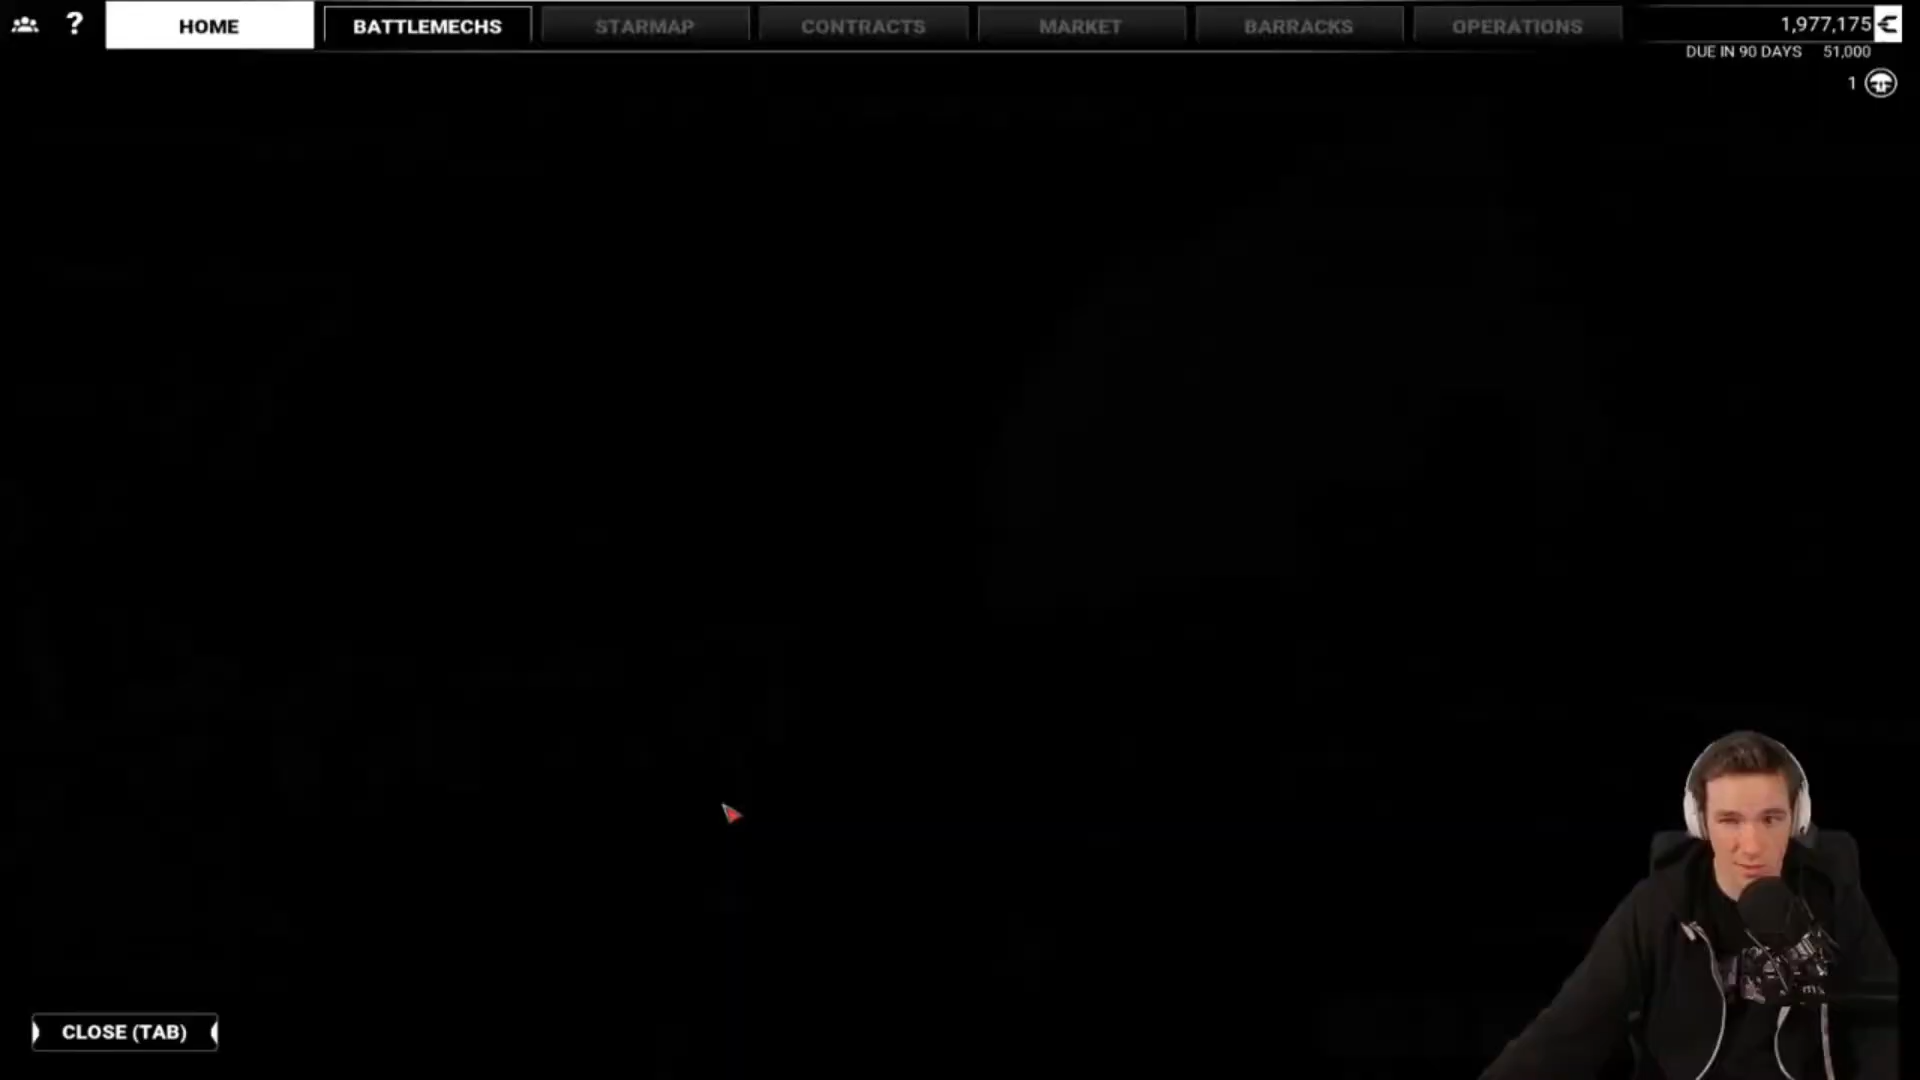 ?
HOME
BATTLEMECHS
STARMAP
CONTRACTS
MARKET
BARRACKS
OPERATIONS
1,977,175
DUE IN 90 DAYS 51,000
1
CLOSE (TAB)